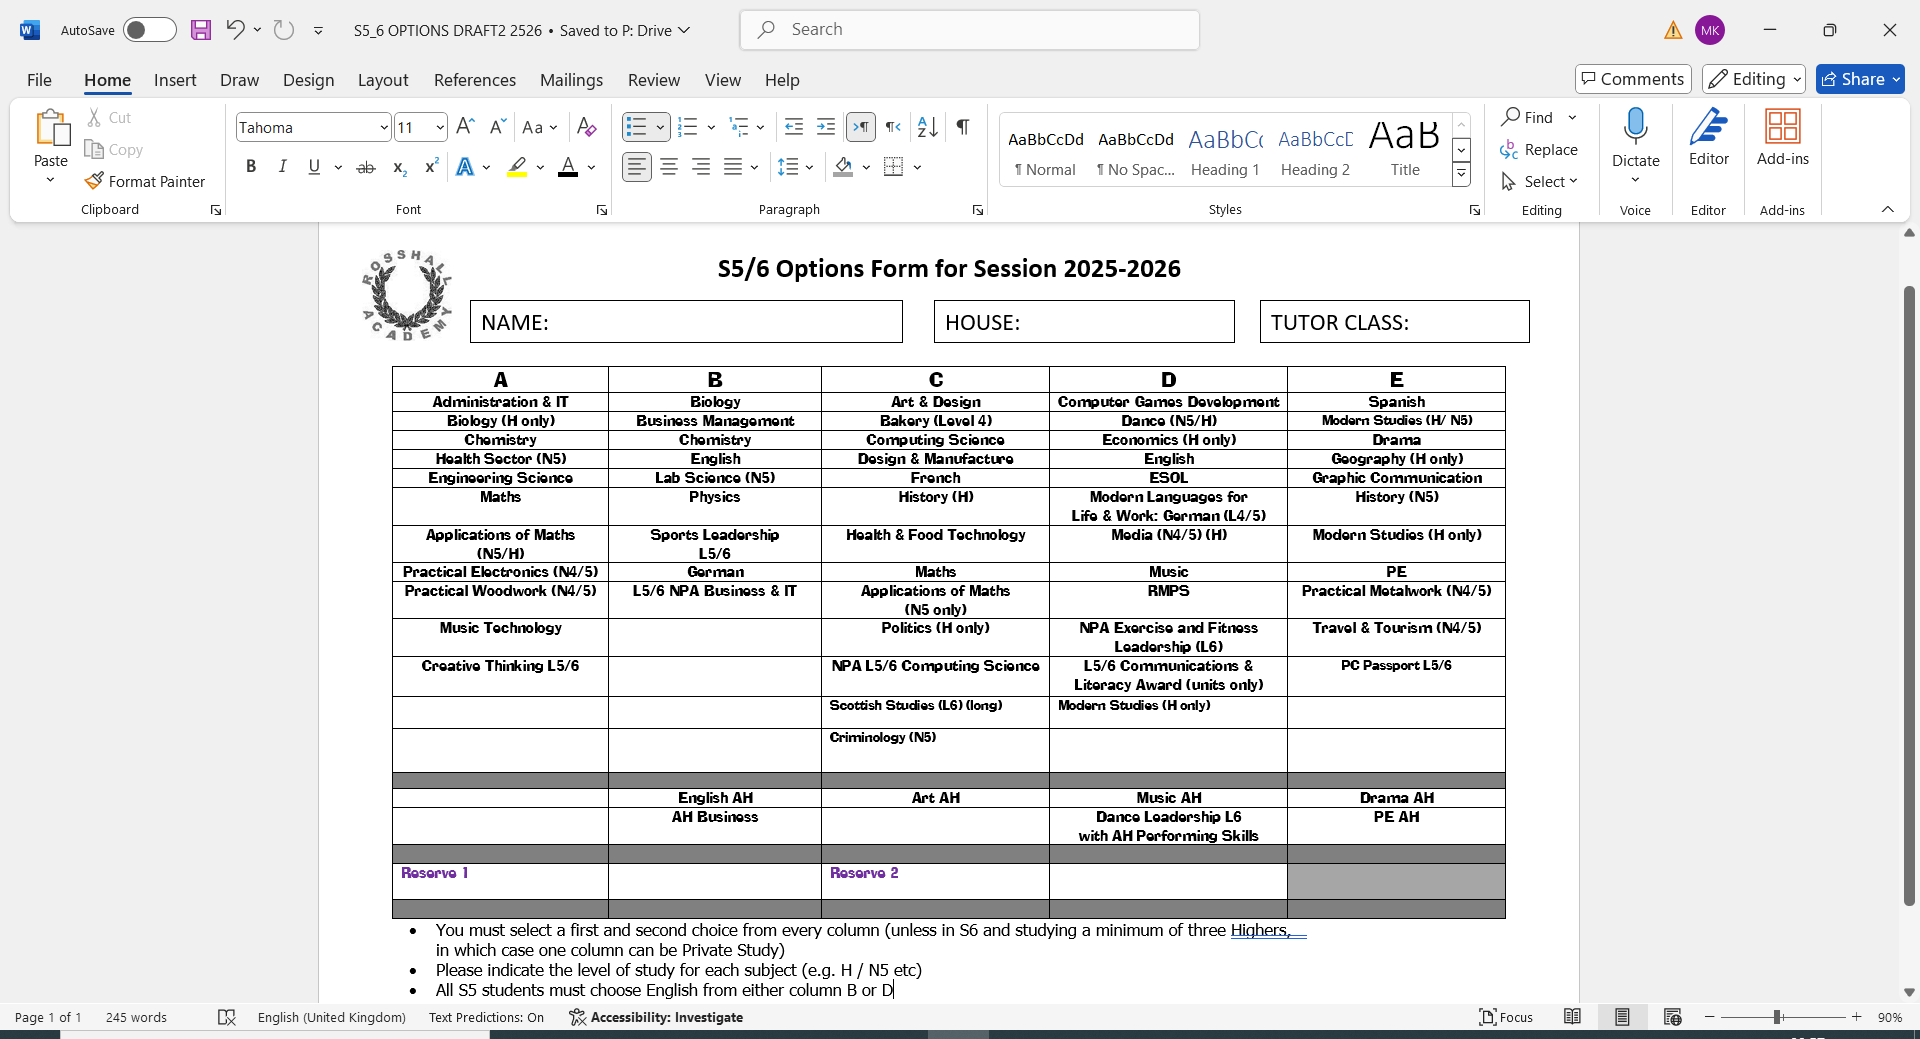 AutoSave
S5_6 OPTIONS DRAFT2 2526 • Saved to P: Drive
Search
MK
File Home Insert Draw Design Layout References Mailings Review View Help
Comments Editing Share
Paste
Cut
Copy
Format Painter
Clipboard
Tahoma 11
Font
Paragraph
AaBbCcDd AaBbCcDd AaBbCc AaBbCcD AaB
¶ Normal ¶ No Spac... Heading 1 Heading 2 Title
Styles
Find
Replace
Select
Editing
Dictate
Voice
Editor
Editor
Add-ins
Add-ins
ROSSHALL ACADEMY
S5/6 Options Form for Session 2025-2026
NAME: HOUSE: TUTOR CLASS:
A B C D E
Administration & IT Biology Art & Design Computer Games Development Spanish
Biology (H only) Business Management Bakery (Level 4) Dance (N5/H) Modern Studies (H/ N5)
Chemistry Chemistry Computing Science Economics (H only) Drama
Health Sector (N5) English Design & Manufacture English Geography (H only)
Engineering Science Lab Science (N5) French ESOL Graphic Communication
Maths Physics History (H) Modern Languages for History (N5)
Life & Work: German (L4/5)
Applications of Maths Sports Leadership Health & Food Technology Media (N4/5) (H) Modern Studies (H only)
(N5/H) L5/6
Practical Electronics (N4/5) German Maths Music PE
Practical Woodwork (N4/5) L5/6 NPA Business & IT Applications of Maths RMPS Practical Metalwork (N4/5)
(N5 only)
Music Technology Politics (H only) NPA Exercise and Fitness Travel & Tourism (N4/5)
Leadership (L6)
Creative Thinking L5/6 NPA L5/6 Computing Science L5/6 Communications & PC Passport L5/6
Literacy Award (units only)
Scottish Studies (L6) (long) Modern Studies (H only)
Criminology (N5)
English AH Art AH Music AH Drama AH
AH Business Dance Leadership L6 PE AH
with AH Performing Skills
Reserve 1 Reserve 2
• You must select a first and second choice from every column (unless in S6 and studying a minimum of three Highers,
in which case one column can be Private Study)
• Please indicate the level of study for each subject (e.g. H / N5 etc)
• All S5 students must choose English from either column B or D
Page 1 of 1 245 words English (United Kingdom) Text Predictions: On Accessibility: Investigate Focus 90%